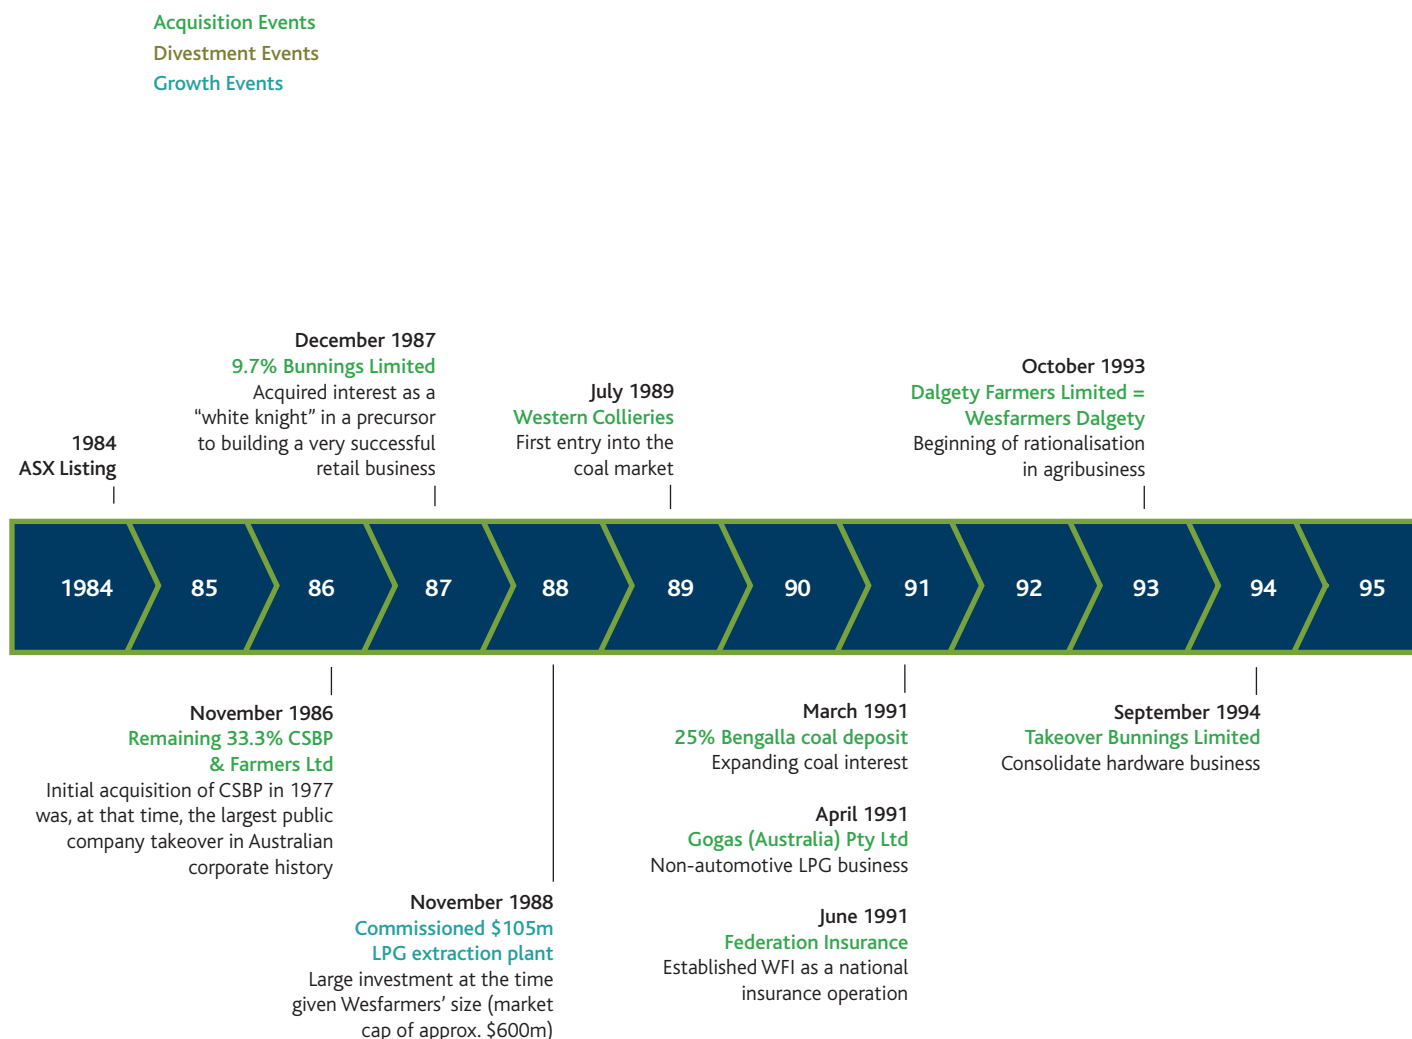 Acquisition Events
Divestment Events
Growth Events
1984
ASX Listing
December 1987
9.7% Bunnings Limited
Acquired interest as a
“white knight” in a precursor
to building a very successful
retail business
July 1989
Western Collieries
First entry into the
coal market
October 1993
Dalgety Farmers Limited =
Wesfarmers Dalgety
Beginning of rationalisation
in agribusiness
1984 85 86 87 88 89 90 91 92 93 94 95
November 1986
Remaining 33.3% CSBP
& Farmers Ltd
Initial acquisition of CSBP in 1977
was, at that time, the largest public
company takeover in Australian
corporate history
November 1988
Commissioned $105m
LPG extraction plant
Large investment at the time
given Wesfarmers’ size (market
cap of approx. $600m)
March 1991
25% Bengalla coal deposit
Expanding coal interest
April 1991
Gogas (Australia) Pty Ltd
Non-automotive LPG business
June 1991
Federation Insurance
Established WFI as a national
insurance operation
September 1994
Takeover Bunnings Limited
Consolidate hardware business